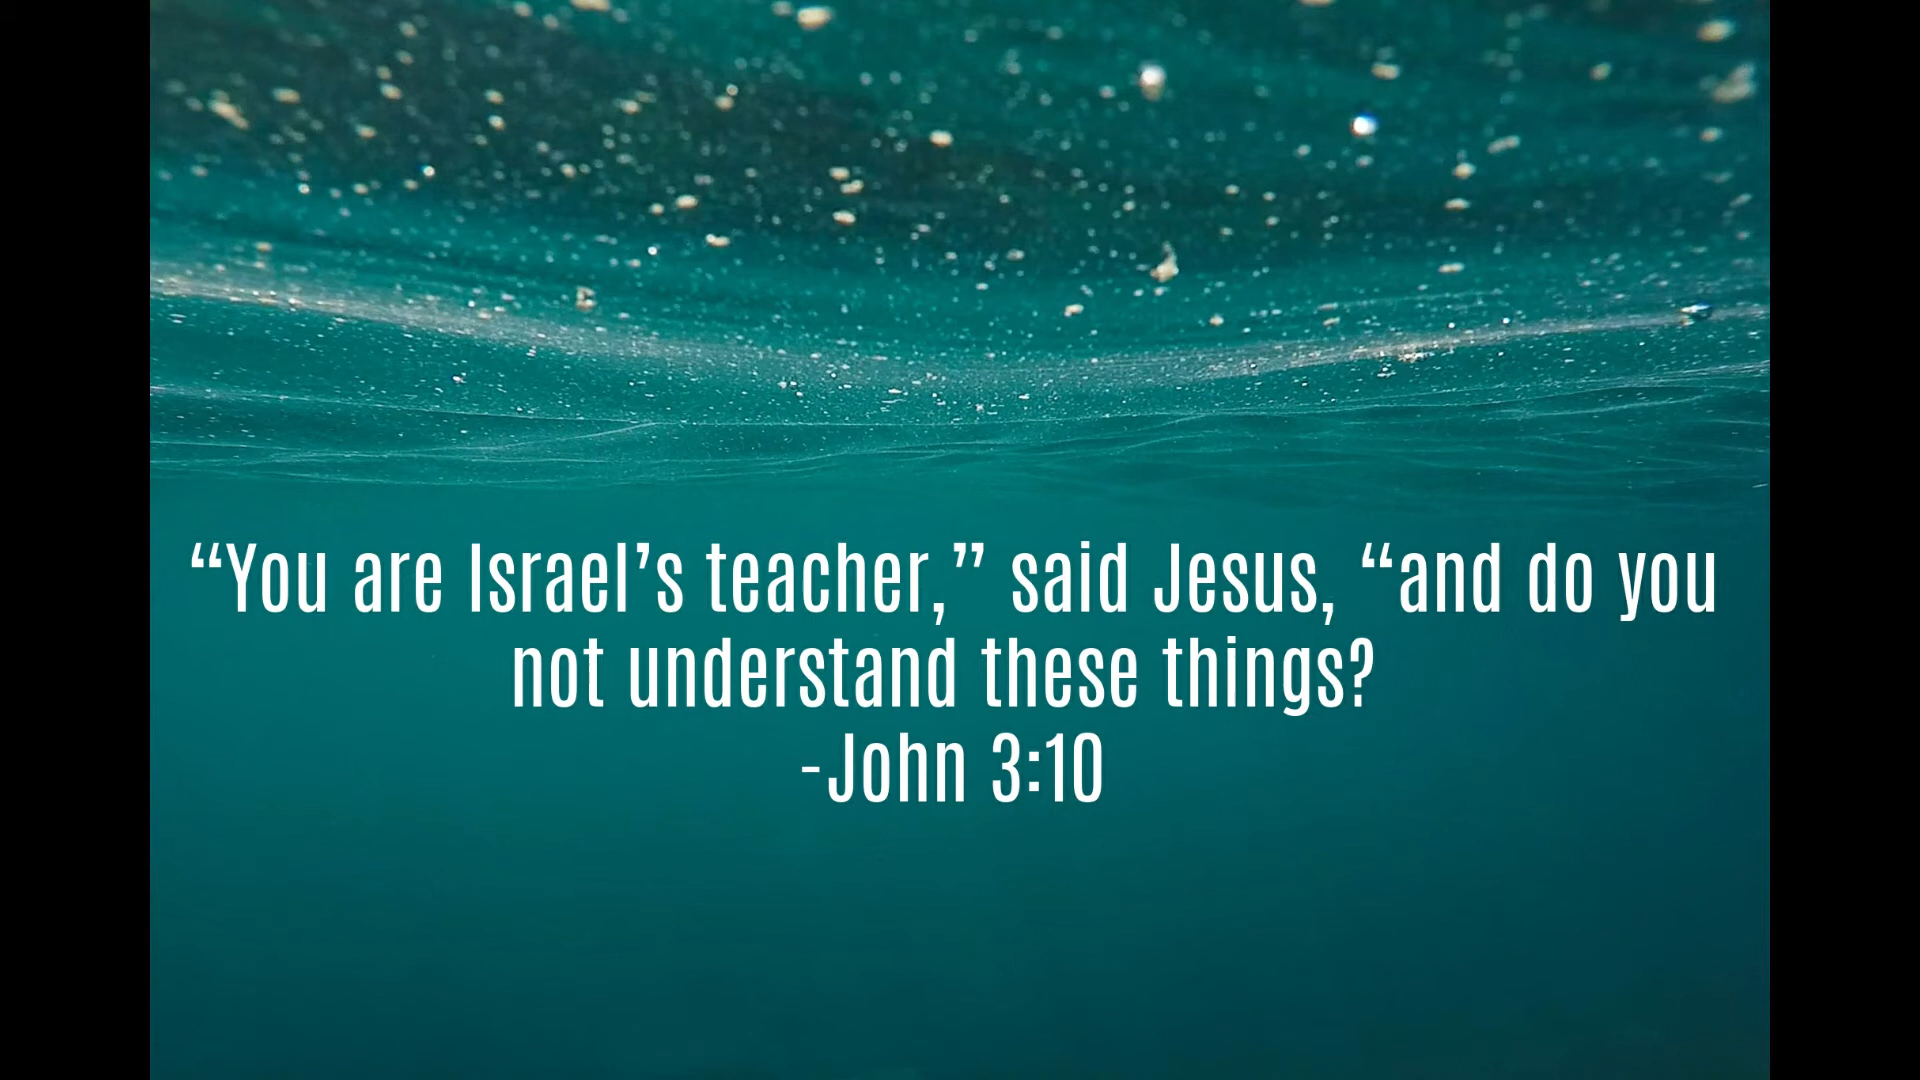 “You are Israel’s teacher,” said Jesus, “and do you
not understand these things?
-John 3:10